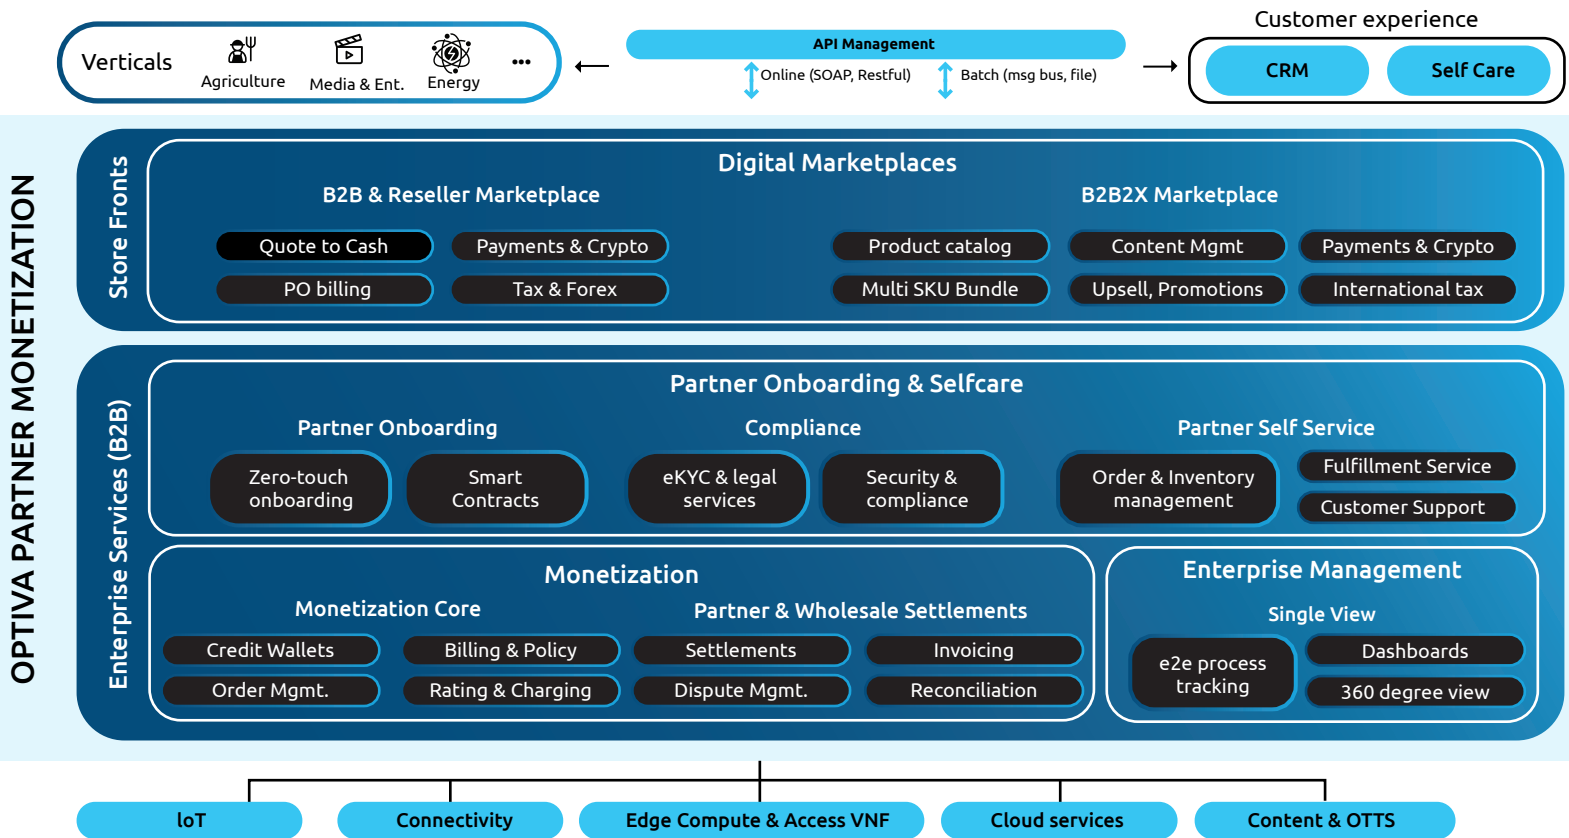 Verticals
Agriculture
Media & Ent.
Energy
...
API Management
Online (SOAP, Restful)
Batch (msg bus, file)
Customer experience
CRM
Self Care
OPTIVA PARTNER MONETIZATION
Store Fronts
Digital Marketplaces
B2B & Reseller Marketplace
Quote to Cash
Payments & Crypto
PO billing
Tax & Forex
B2B2X Marketplace
Product catalog
Content Mgmt
Payments & Crypto
Multi SKU Bundle
Upsell, Promotions
International tax
Enterprise Services (B2B)
Partner Onboarding & Selfcare
Partner Onboarding
Zero-touch
onboarding
Smart
Contracts
Compliance
eKYC & legal
services
Security &
compliance
Partner Self Service
Order & Inventory
management
Fulfillment Service
Customer Support
Monetization
Monetization Core
Credit Wallets
Billing & Policy
Order Mgmt.
Rating & Charging
Partner & Wholesale Settlements
Settlements
Invoicing
Dispute Mgmt.
Reconciliation
Enterprise Management
Single View
e2e process
tracking
Dashboards
360 degree view
IoT
Connectivity
Edge Compute & Access VNF
Cloud services
Content & OTTS